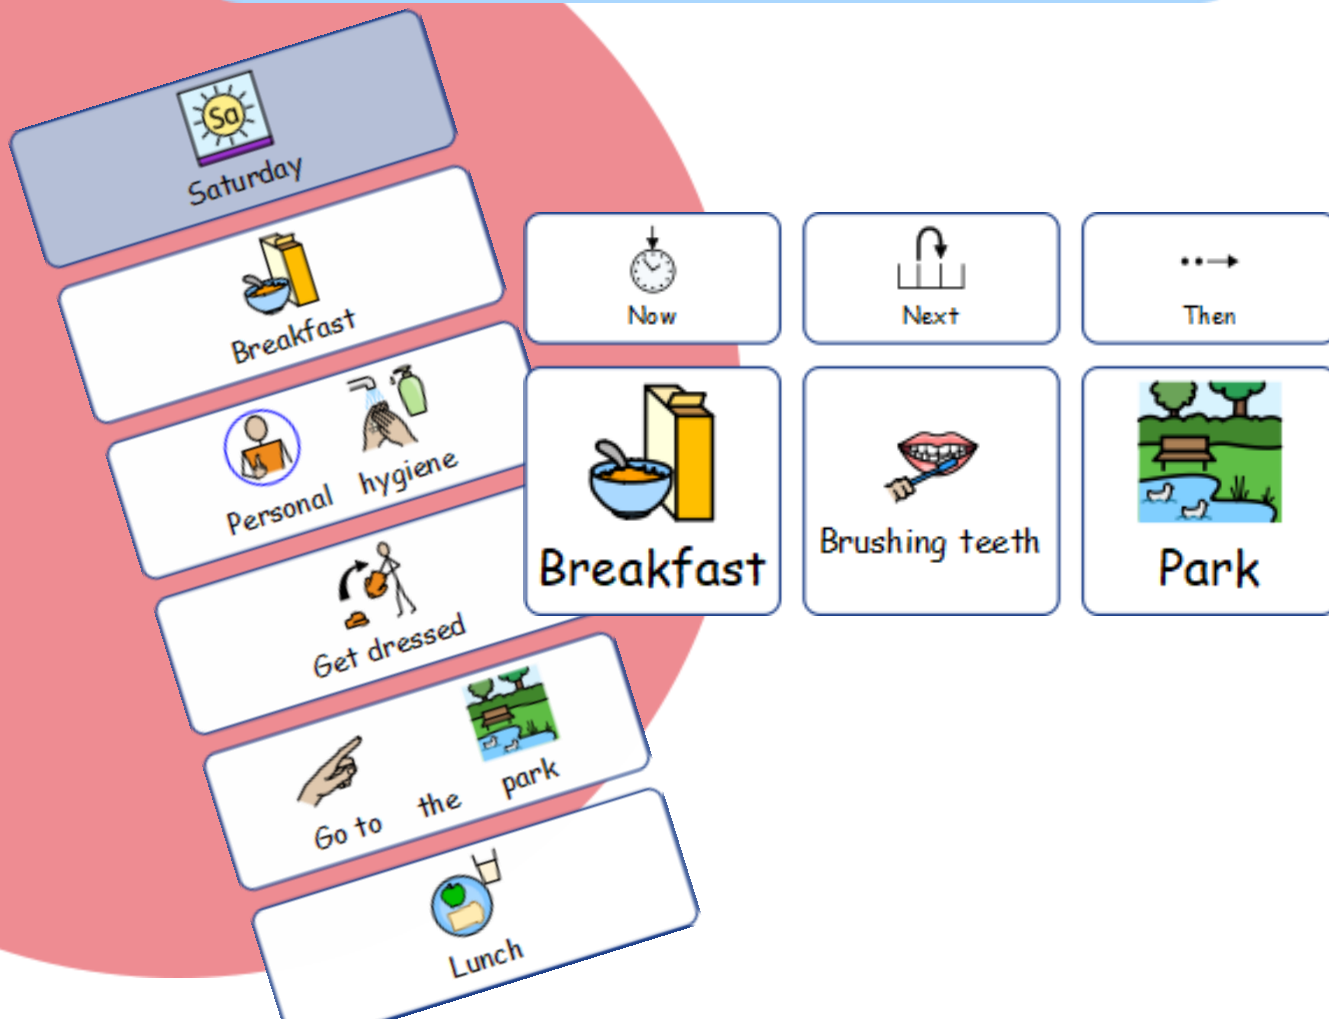 Sa
Saturday
Breakfast
Personal hygiene
Get dressed
Go to the park
Lunch
Now
Next
Then
Breakfast
Brushing teeth
Park